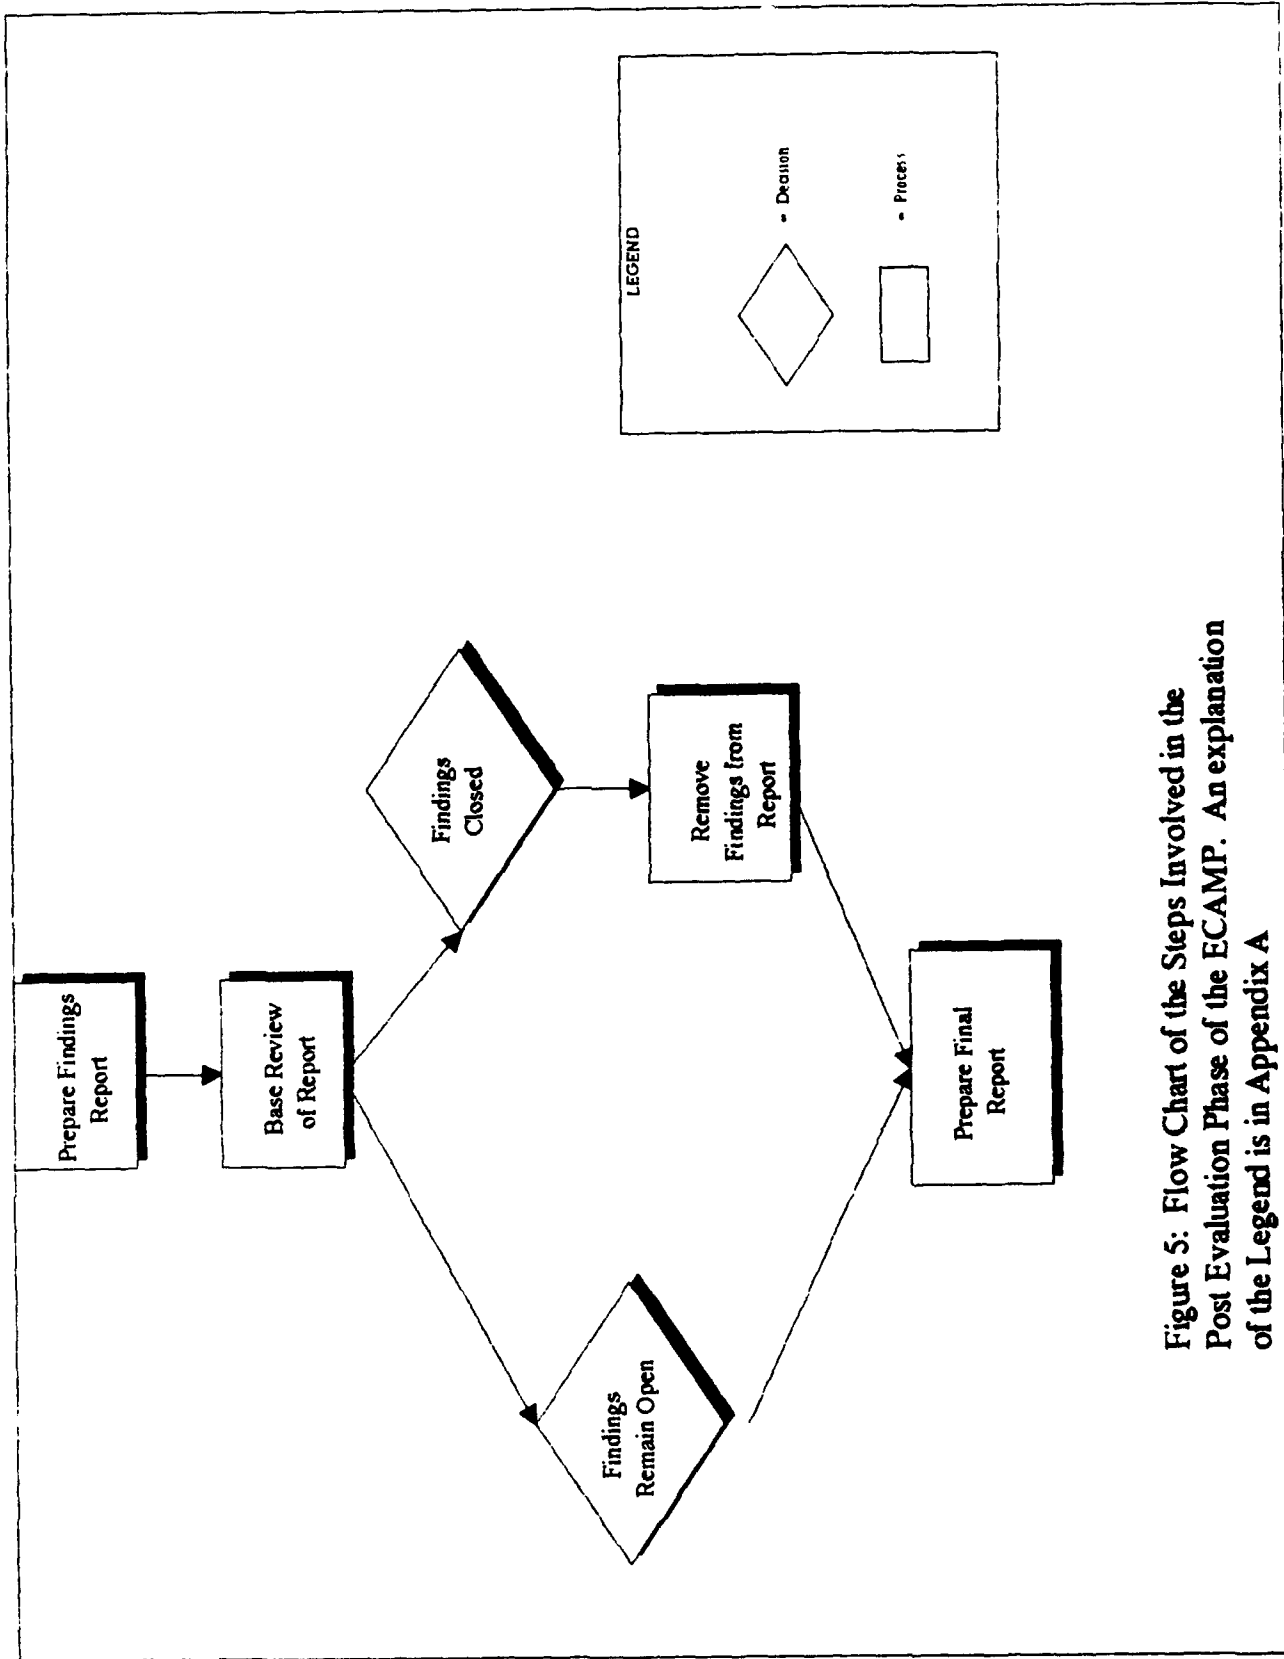 Prepare Findings
Report
Base Review
of Report
Findings
Closed
Findings
Remain Open
Remove
Findings from
Report
Prepare Final
Report
LEGEND
= Decision
= Process
Figure 5: Flow Chart of the Steps Involved in the
Post Evaluation Phase of the ECAMP. An explanation
of the Legend is in Appendix A